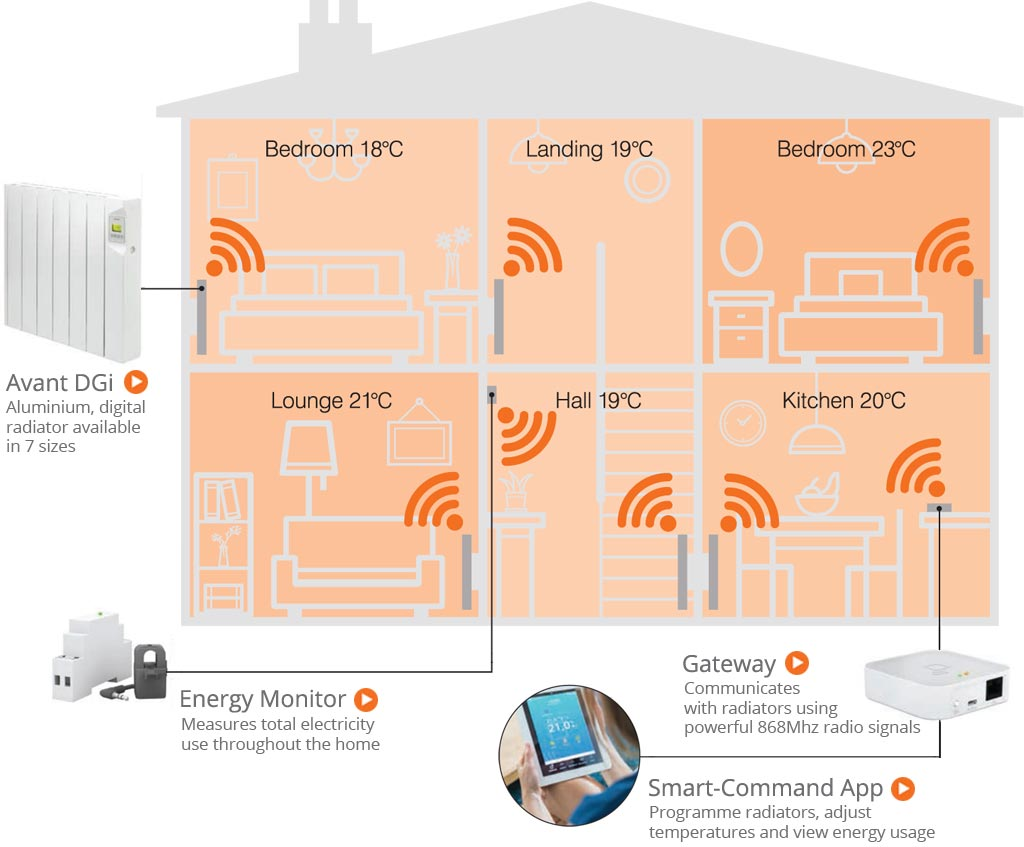 Bedroom 18°C
Landing 19°C
Bedroom 23°C
Avant DGi
Aluminium, digital
radiator available
in 7 sizes
Lounge 21°C
Hall 19°C
Kitchen 20°C
Energy Monitor
Measures total electricity
use throughout the home
Gateway
Communicates
with radiators using
powerful 868Mhz radio signals
21.0
Smart-Command App
Programme radiators, adjust
temperatures and view energy usage